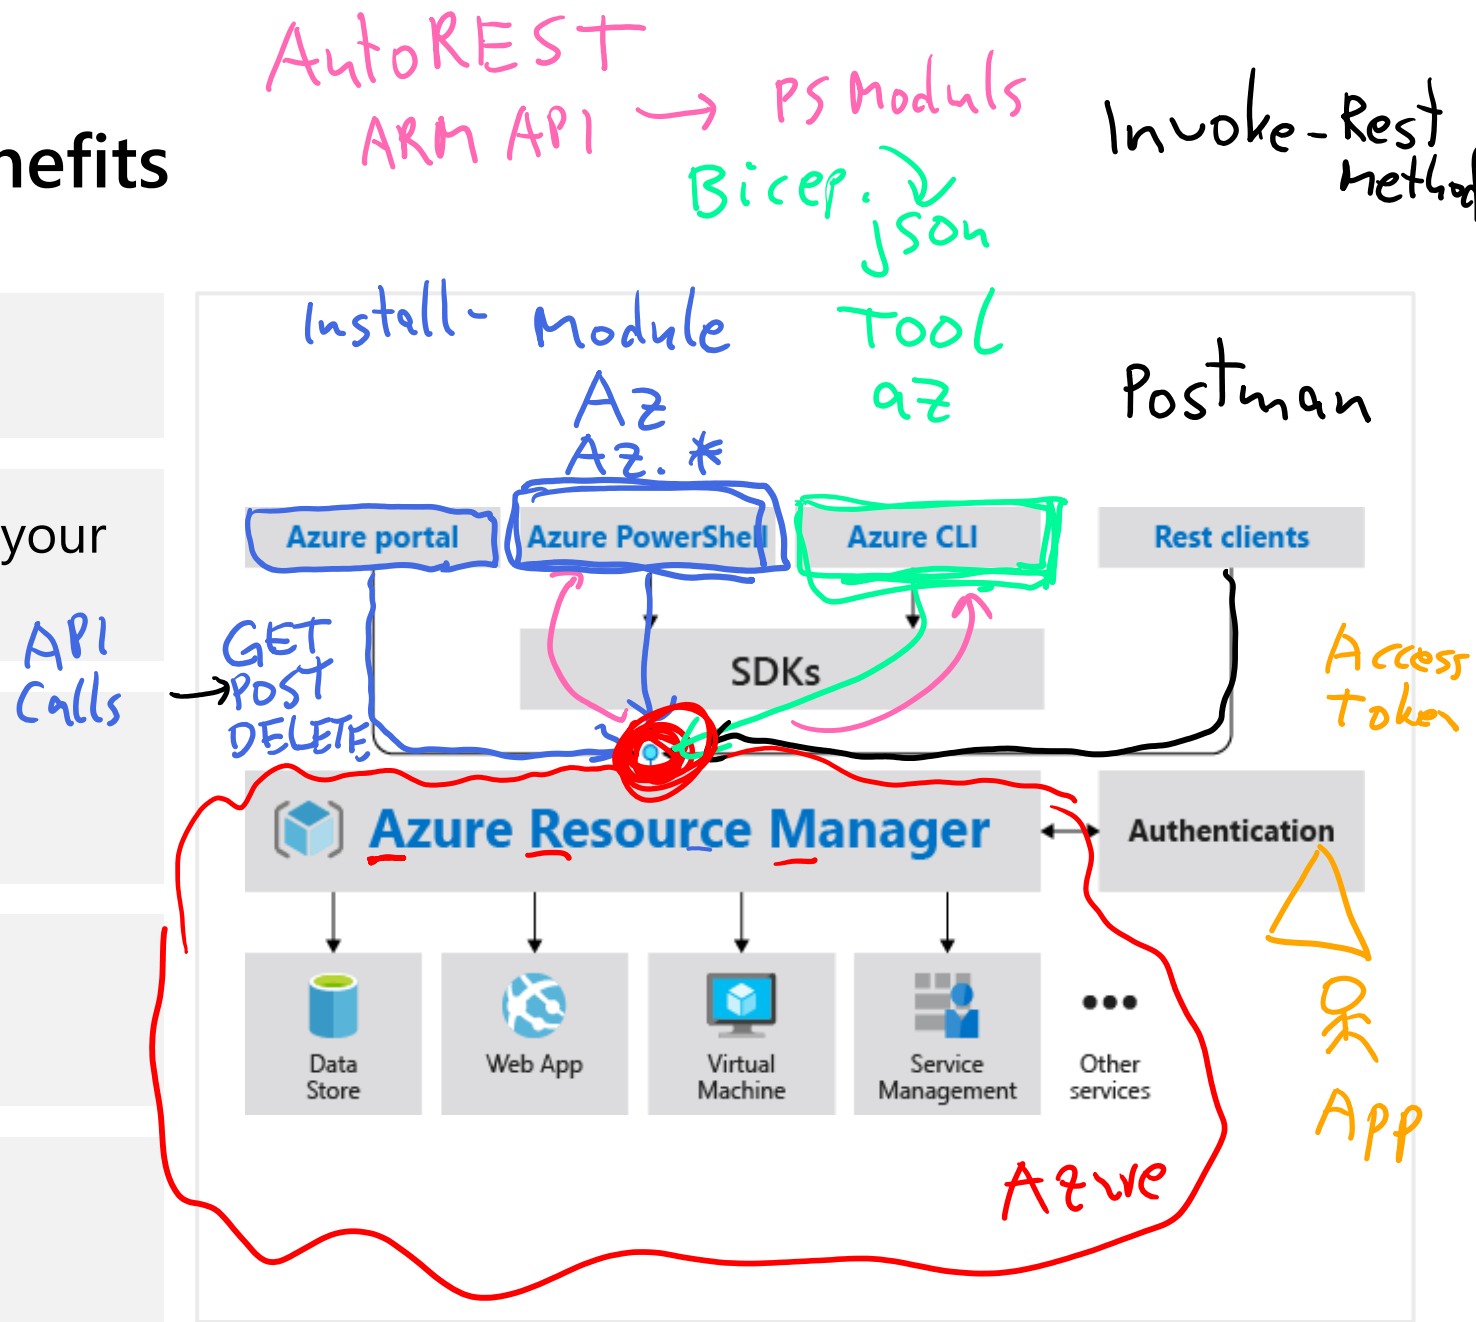 AutoREST
ARM API → PS Moduls
Invoke-Rest
Method
nefits
Bicep.
json
Install- Module
Az
Az.*
TOOL
az
Postman
your
Azure portal
Azure PowerShell
Azure CLI
Rest clients
API
Calls
GET
POST
DELETE
SDKs
Access
Token
Azure Resource Manager
Authentication
Data
Store
Web App
Virtual
Machine
Service
Management
Other
services
App
Azure